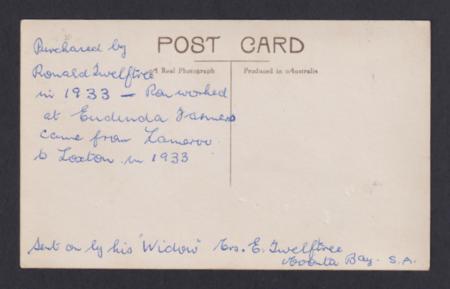 POST CARD
A Real Photograph Produced in Australia
Purchased by
Ronald Twelftree
in 1933 — Ron worked
at Eudunda Farmers
came from Lameroo
to Loxton in 1933
Sent on by his "Widow" Mrs. E. Twelftree
Bay. S.A.